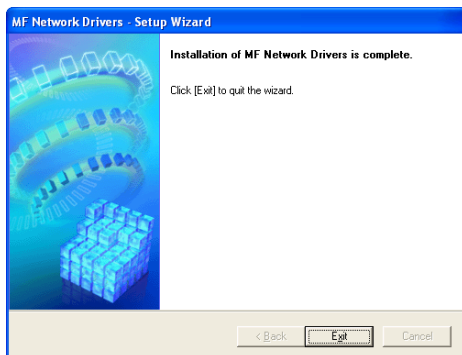 MF Network Drivers - Setup Wizard
Installation of MF Network Drivers is complete.
Click [Exit] to quit the wizard.
< Back
Exit
Cancel